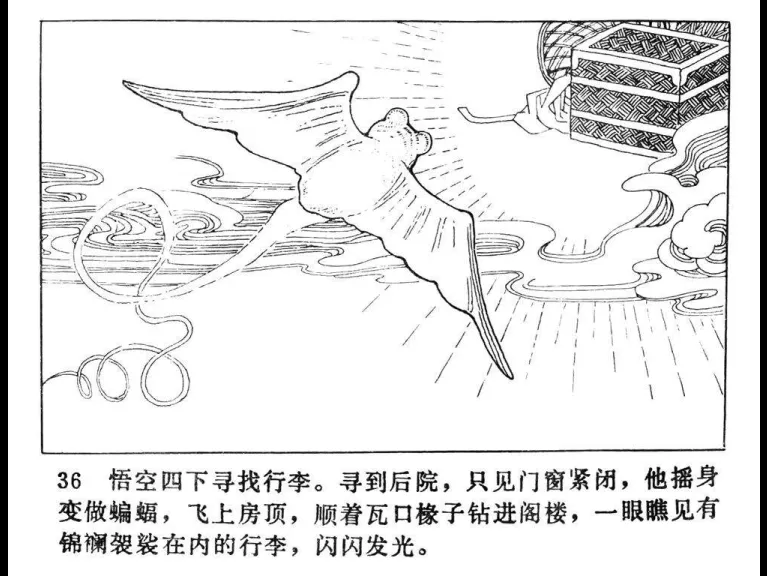 36 悟空四下寻找行李。寻到后院，只见门窗紧闭，他摇身
变做蝙蝠，飞上房顶，顺着瓦口椽子钻进阁楼，一眼瞧见有
锦襕袈裟在内的行李，闪闪发光。